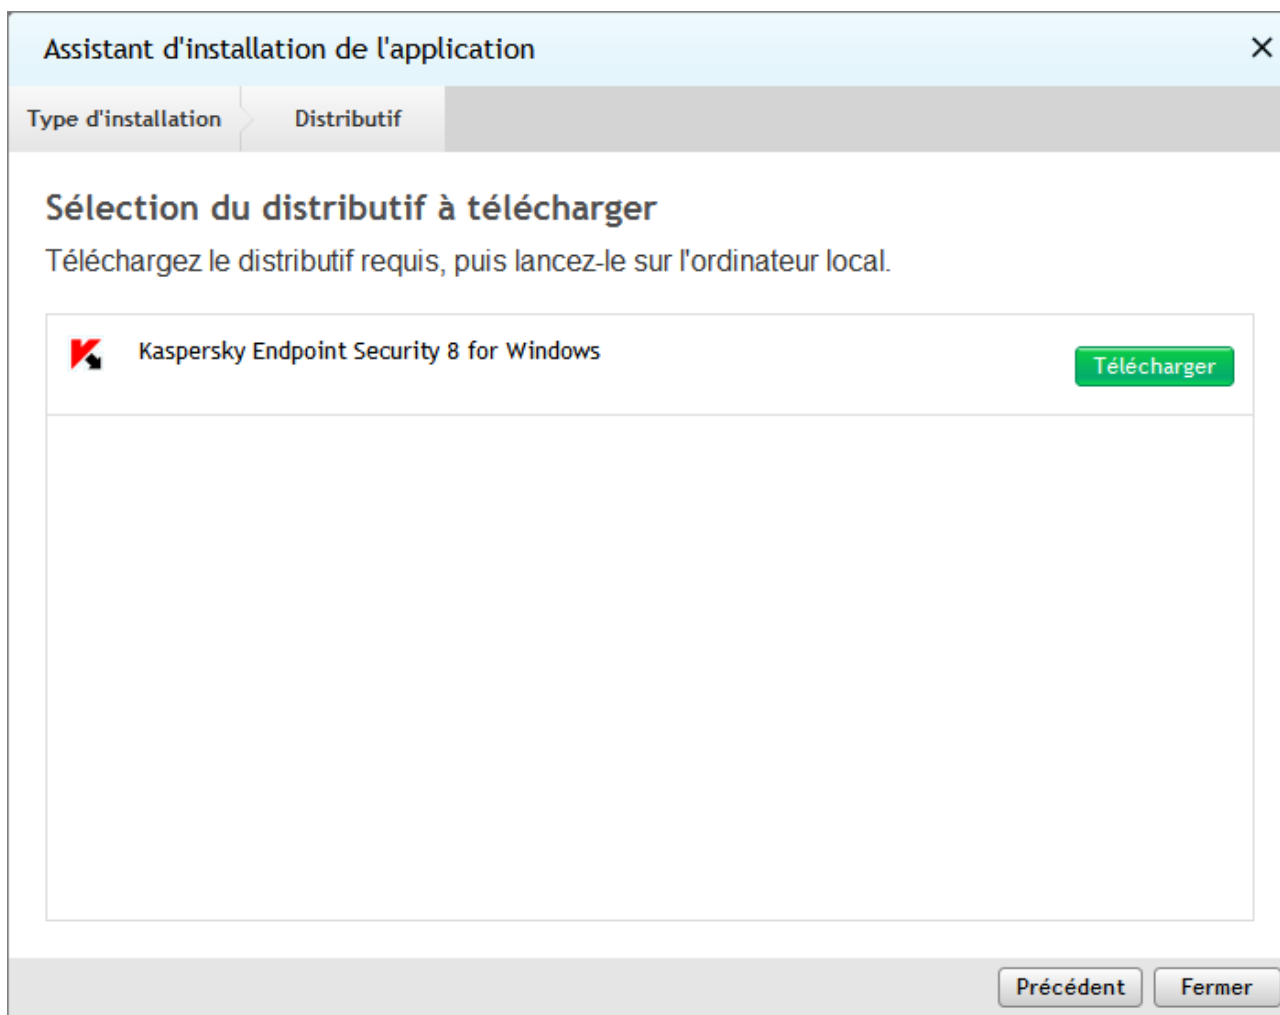 Assistant d'installation de l'application
Type d'installation
Distributif
Sélection du distributif à télécharger
Téléchargez le distributif requis, puis lancez-le sur l'ordinateur local.
Kaspersky Endpoint Security 8 for Windows
Télécharger
Précédent
Fermer